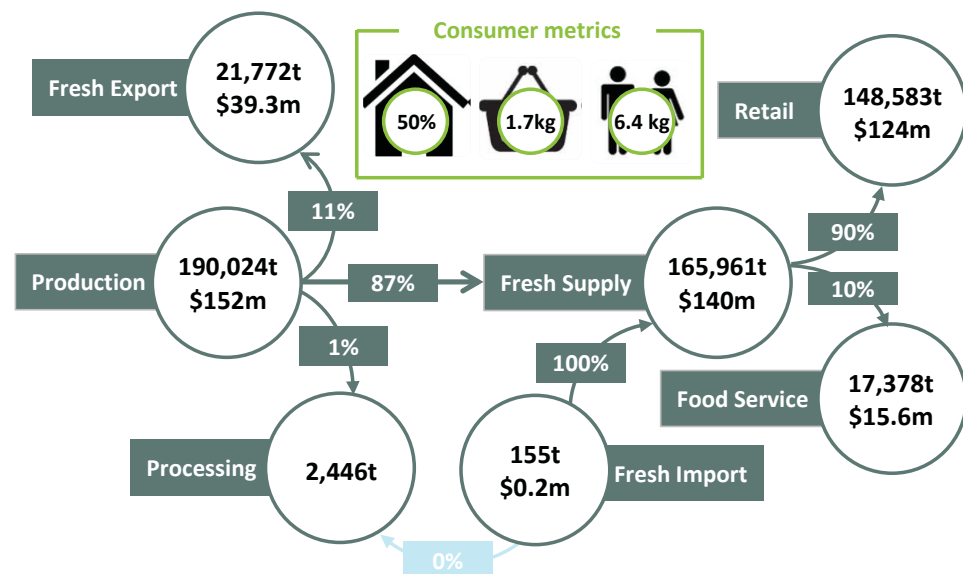 Consumer metrics
50%
1.7kg
6.4 kg
Fresh Export
21,772t
$39.3m
Retail
148,583t
$124m
11%
90%
Production
190,024t
$152m
87%
Fresh Supply
165,961t
$140m
10%
1%
100%
Food Service
17,378t
$15.6m
Processing
2,446t
155t
$0.2m
Fresh Import
0%